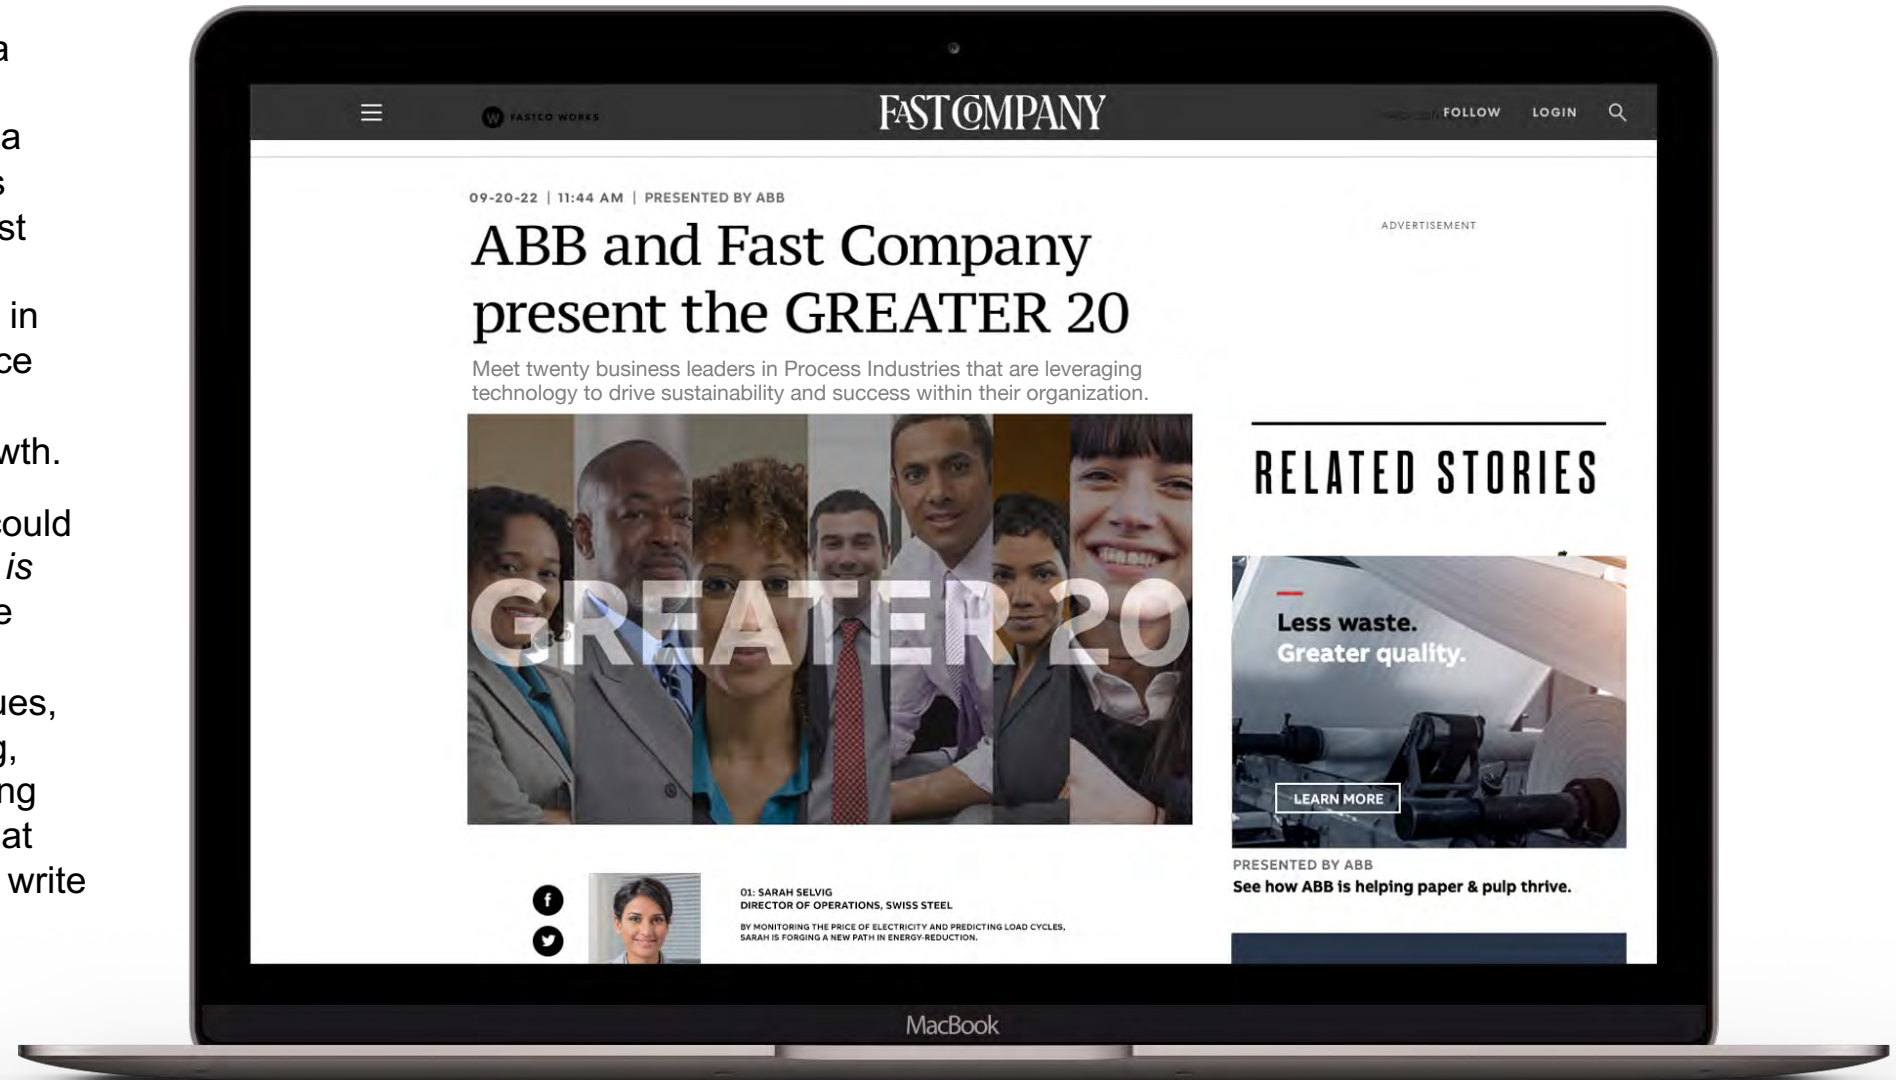 a
a
s
st
in
ce
wth.
could
is
e
ues,
g,
ng
at
write
FASTCO WORKS
FAST COMPANY
FOLLOW
LOGIN
09-20-22 | 11:44 AM | PRESENTED BY ABB
ABB and Fast Company
present the GREATER 20
Meet twenty business leaders in Process Industries that are leveraging
technology to drive sustainability and success within their organization.
GREATER 20
01: SARAH SELVIG
DIRECTOR OF OPERATIONS, SWISS STEEL
BY MONITORING THE PRICE OF ELECTRICITY AND PREDICTING LOAD CYCLES,
SARAH IS FORGING A NEW PATH IN ENERGY-REDUCTION.
ADVERTISEMENT
RELATED STORIES
Less waste.
Greater quality.
LEARN MORE
PRESENTED BY ABB
See how ABB is helping paper & pulp thrive.
MacBook